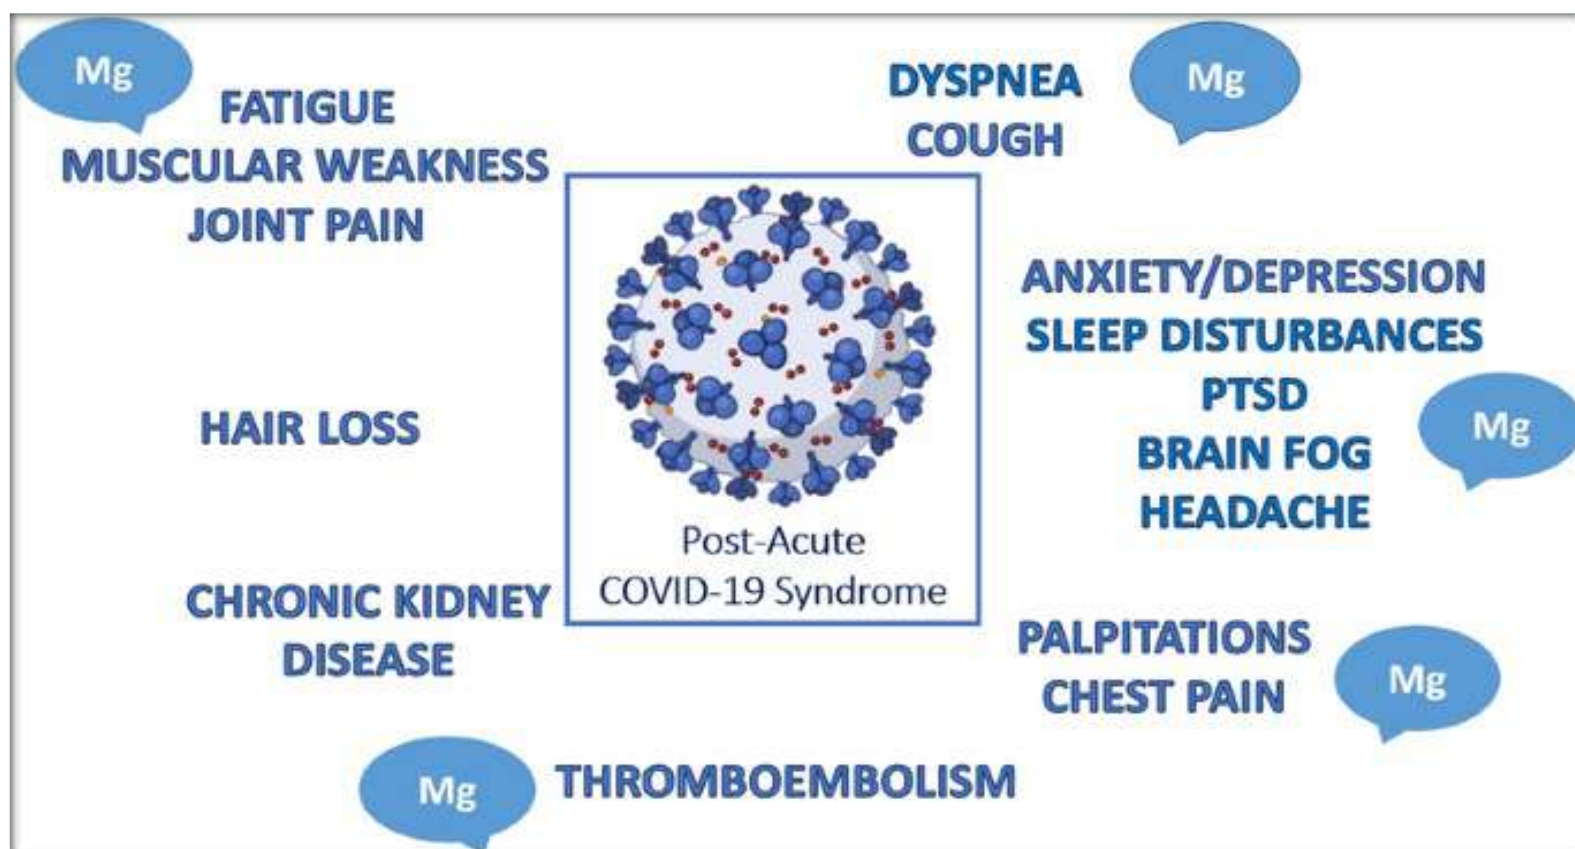 Mg
FATIGUE
MUSCULAR WEAKNESS
JOINT PAIN
HAIR LOSS
CHRONIC KIDNEY
DISEASE
Mg
THROMBOEMBOLISM
Post-Acute
COVID-19 Syndrome
DYSPNEA
COUGH
Mg
ANXIETY/DEPRESSION
SLEEP DISTURBANCES
PTSD
BRAIN FOG
HEADACHE
Mg
PALPITATIONS
CHEST PAIN
Mg